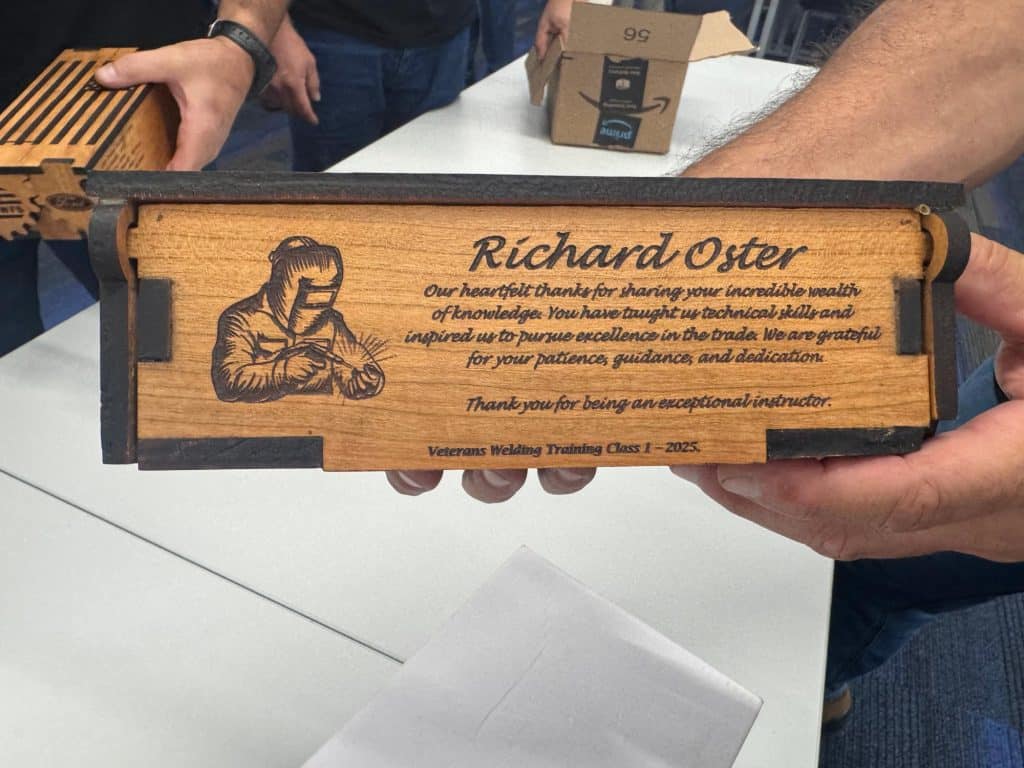 56
prime
Richard Oster
Our heartfelt thanks for sharing your incredible wealth
of knowledge. You have taught us technical skills and
inspired us to pursue excellence in the trade. We are grateful
for your patience, guidance, and dedication.
Thank you for being an exceptional instructor.
Veterans Welding Training Class 1 – 2025.